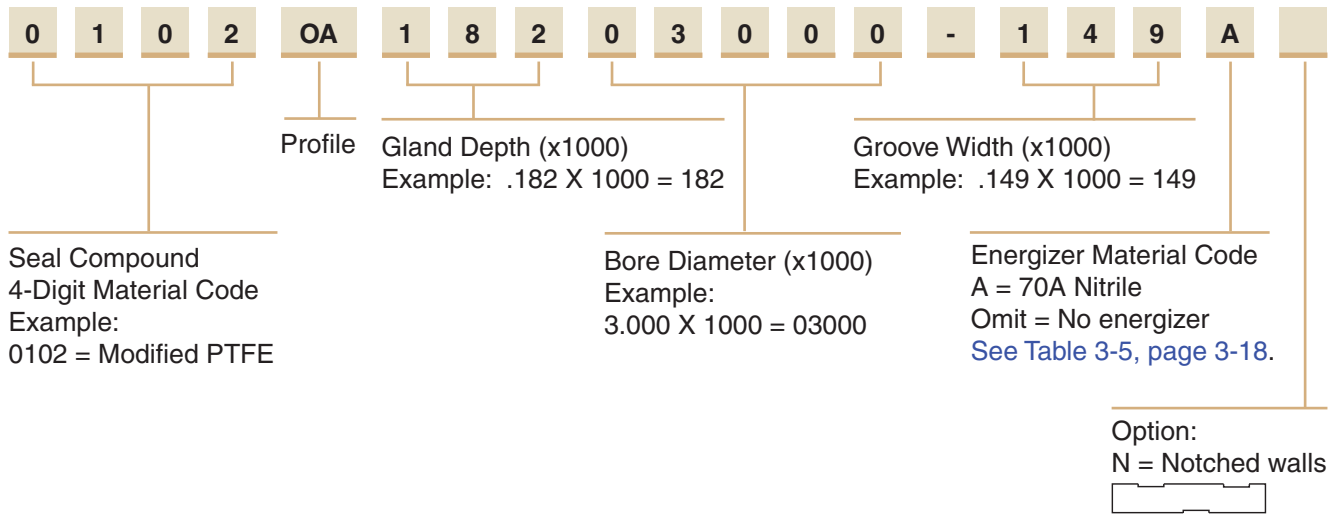 0 1 0 2 OA 1 8 2 0 3 0 0 0 - 1 4 9 A
Profile
Gland Depth (x1000)
Example: .182 X 1000 = 182
Groove Width (x1000)
Example: .149 X 1000 = 149
Seal Compound
4-Digit Material Code
Example:
0102 = Modified PTFE
Bore Diameter (x1000)
Example:
3.000 X 1000 = 03000
Energizer Material Code
A = 70A Nitrile
Omit = No energizer
See Table 3-5, page 3-18.
Option:
N = Notched walls